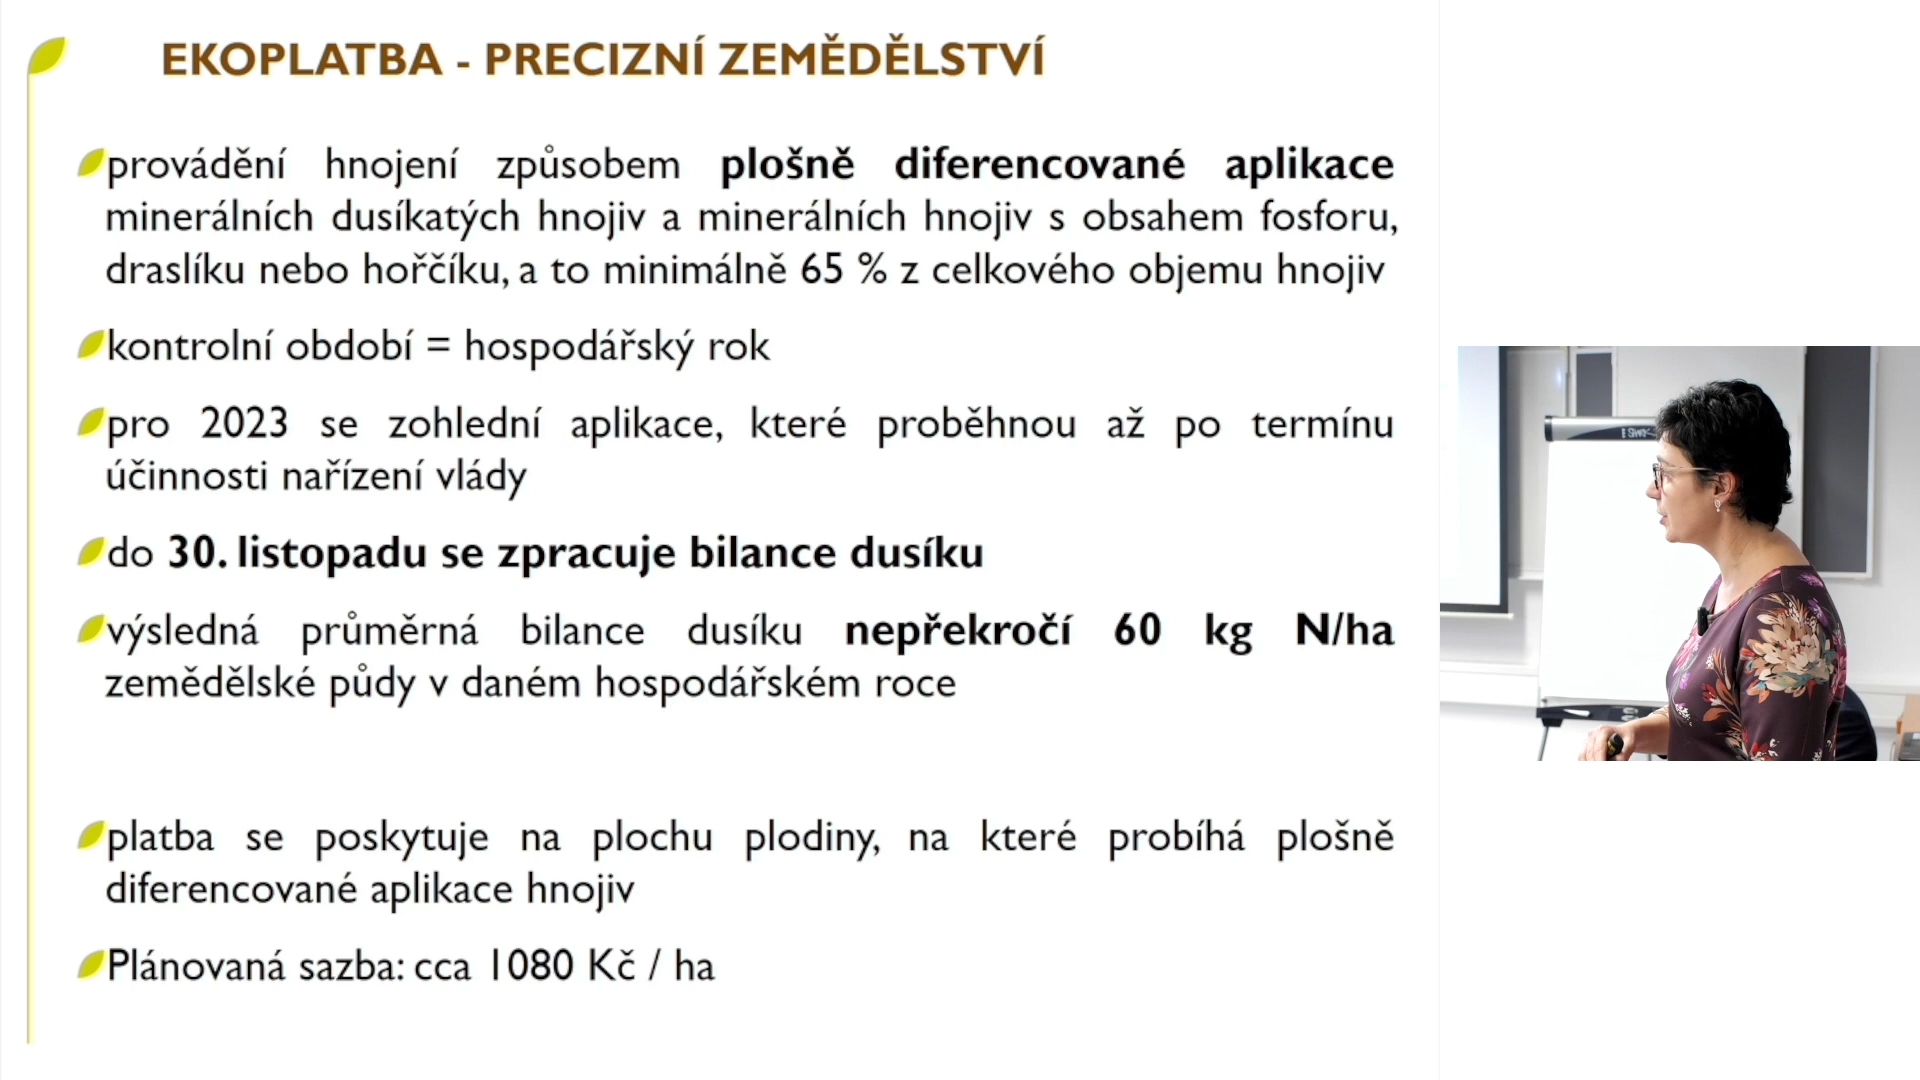 EKOPLATBA - PRECIZNÍ ZEMĚDĚLSTVÍ
provádění hnojení způsobem plošně diferencované aplikace
minerálních dusíkatých hnojiv a minerálních hnojiv s obsahem fosforu,
draslíku nebo hořčíku, a to minimálně 65 % z celkového objemu hnojiv
kontrolní období = hospodářský rok
pro 2023 se zohlední aplikace, které proběhnou až po termínu
účinnosti nařízení vlády
do 30. listopadu se zpracuje bilance dusíku
výsledná průměrná bilance dusíku nepřekročí 60 kg N/ha
zemědělské půdy v daném hospodářském roce
platba se poskytuje na plochu plodiny, na které probíhá plošně
diferencované aplikace hnojiv
Plánovaná sazba: cca 1080 Kč / ha